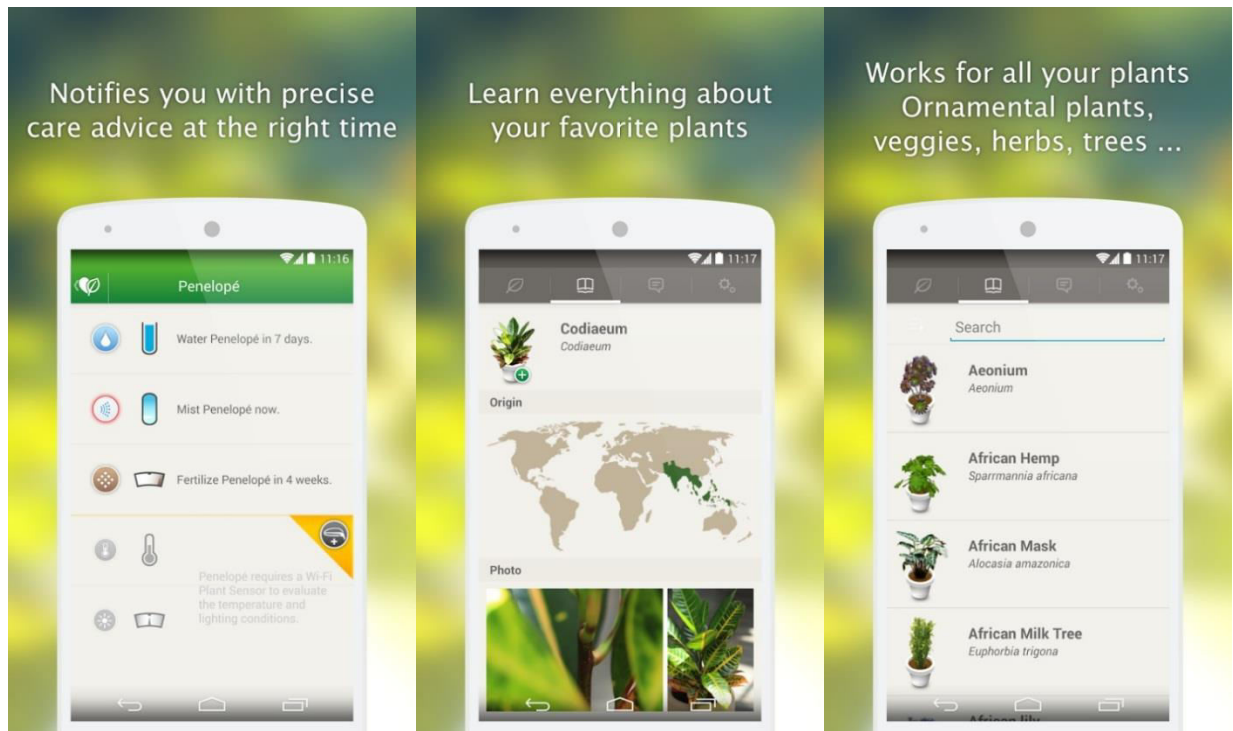 Notifies you with precise
care advice at the right time
11:16
Penelopé
Water Penelopé in 7 days.
Mist Penelopé now.
Fertilize Penelopé in 4 weeks.
Penelopé requires a Wi-Fi
Plant Sensor to evaluate
the temperature and
lighting conditions.
Learn everything about
your favorite plants
11:17
Codiaeum
Codiaeum
Origin
Photo
Works for all your plants
Ornamental plants,
veggies, herbs, trees ...
11:17
Search
Aeonium
Aeonium
African Hemp
Sparrmannia africana
African Mask
Alocasia amazonica
African Milk Tree
Euphorbia trigona
African lily